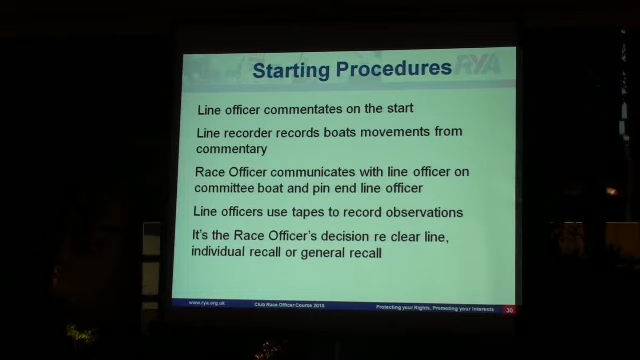 Starting Procedures
RYA
Line officer commentates on the start
Line recorder records boats movements from
commentary
Race Officer communicates with line officer on
committee boat and pin end line officer
Line officers use tapes to record observations
It's the Race Officer's decision re clear line,
individual recall or general recall
www.rya.org.uk Club Race Officer Course 2010 Protecting your Rights, Promoting your Interests 30